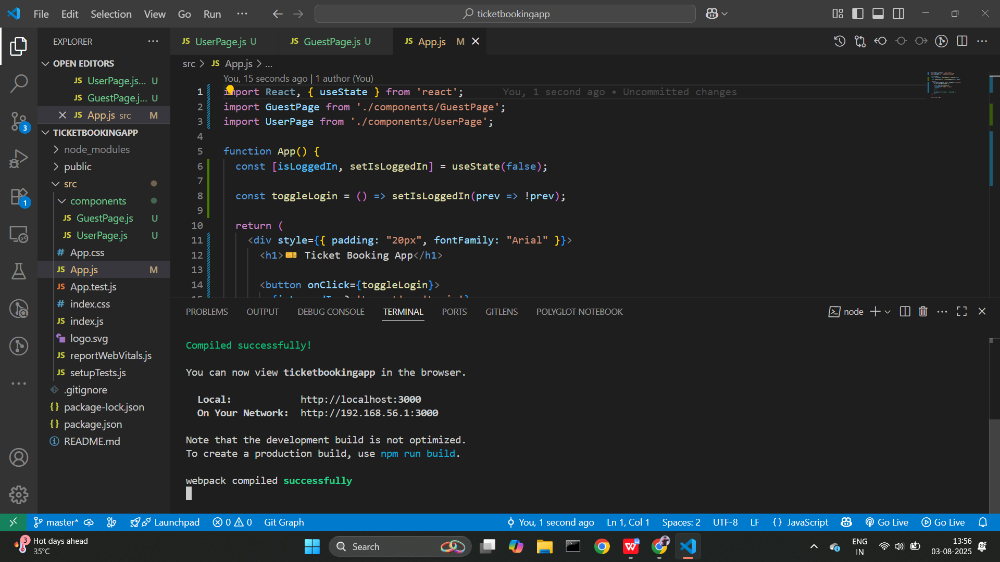 File Edit Selection View Go Run ···
ticketbookingapp
EXPLORER ···
OPEN EDITORS
JS UserPage.js... U
JS GuestPage.j... U
JS App.js src M
TICKETBOOKINGAPP
node_modules
public
src
components
JS GuestPage.js U
JS UserPage.js U
# App.css
JS App.js M
JS App.test.js
# index.css
JS index.js
logo.svg
JS reportWebVitals.js
JS setupTests.js
.gitignore
{} package-lock.json
{} package.json
README.md
3
1
JS UserPage.js U JS GuestPage.js U JS App.js M
src > JS App.js > ...
You, 15 seconds ago | 1 author (You)
1 import React, { useState } from 'react'; You, 1 second ago • Uncommitted changes
2 import GuestPage from './components/GuestPage';
3 import UserPage from './components/UserPage';
4
5 function App() {
6 const [isLoggedIn, setIsLoggedIn] = useState(false);
7
8 const toggleLogin = () => setIsLoggedIn(prev => !prev);
9
10 return (
11 <div style={{ padding: "20px", fontFamily: "Arial" }}>
12 <h1>🎫 Ticket Booking App</h1>
13
14 <button onClick={toggleLogin}>
PROBLEMS OUTPUT DEBUG CONSOLE TERMINAL PORTS GITLENS POLYGLOT NOTEBOOK
node
Compiled successfully!
You can now view ticketbookingapp in the browser.
Local: http://localhost:3000
On Your Network: http://192.168.56.1:3000
Note that the development build is not optimized.
To create a production build, use npm run build.
webpack compiled successfully
master* Launchpad 0 0 Git Graph
You, 1 second ago Ln 1, Col 1 Spaces: 2 UTF-8 LF {} JavaScript Go Live Go Live
3
Hot days ahead
35°C
Search
ENG
IN
13:56
03-08-2025